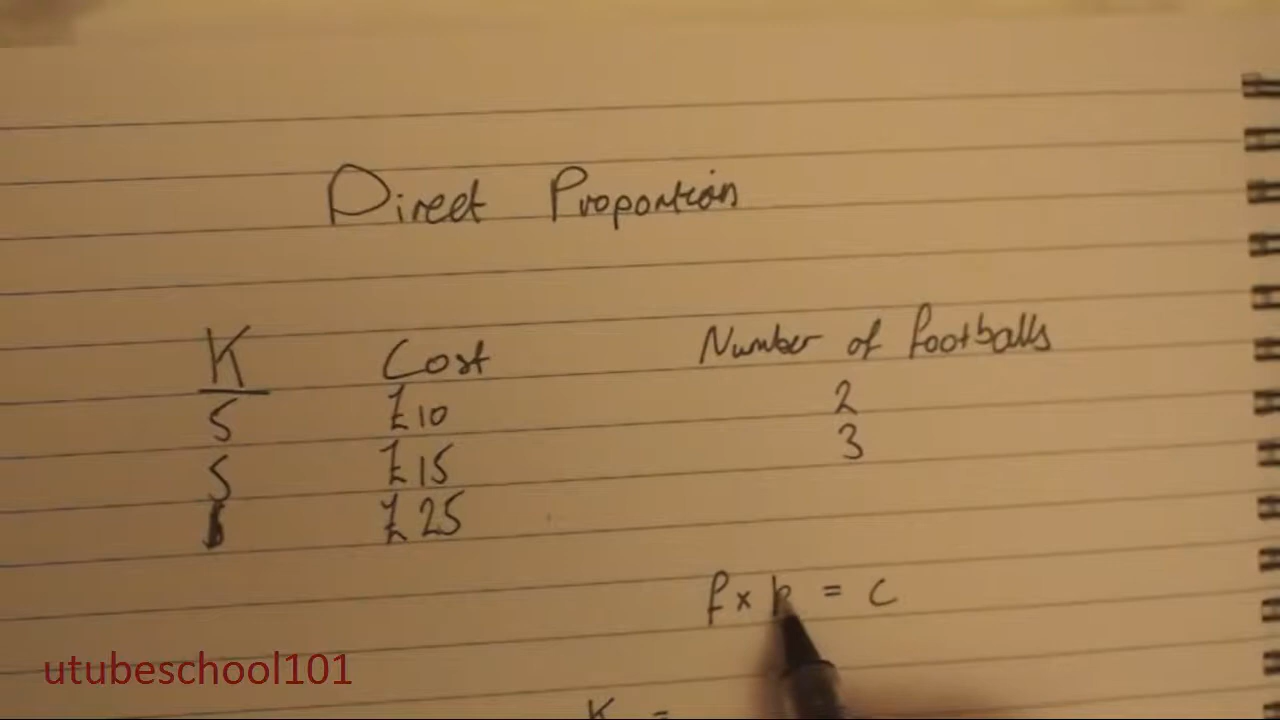 Direct Proportion
K Cost Number of footballs
5 £10 2
5 £15 3
£25
f x k = c
utubeschool101
K =